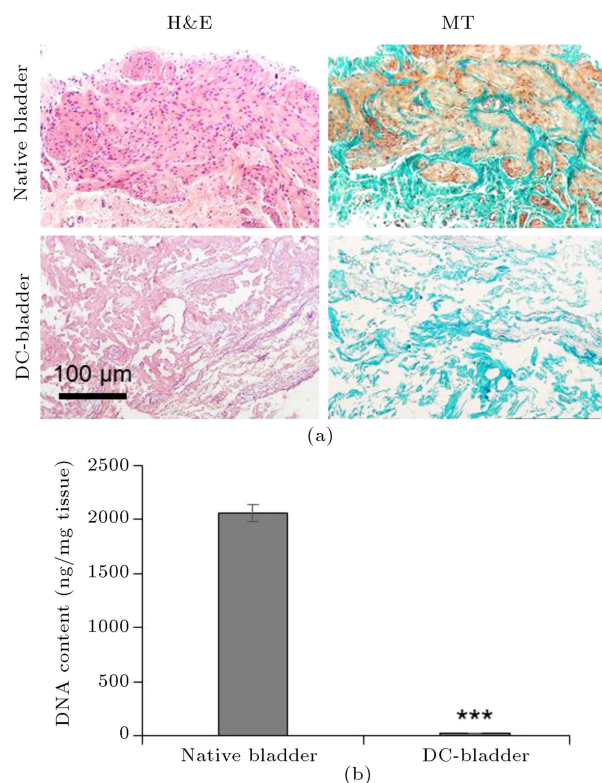 H&E
MT
Native bladder
DC-bladder
100 µm
(a)
DNA content (ng/mg tissue)
2500
2000
1500
1000
500
0
***
Native bladder
DC-bladder
(b)